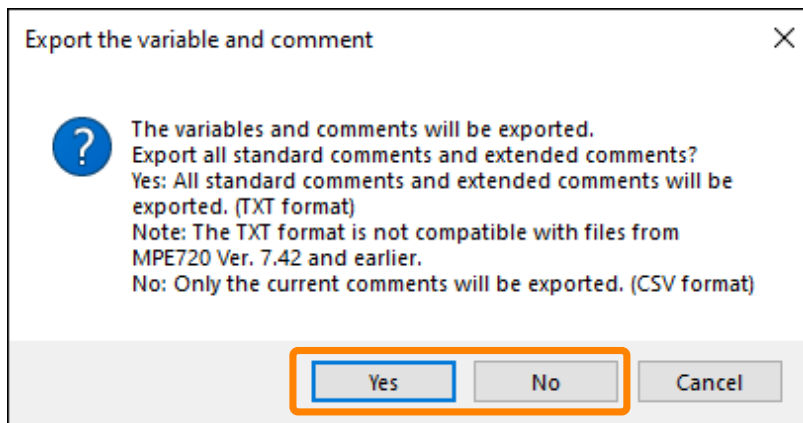 Export the variable and comment
The variables and comments will be exported.
Export all standard comments and extended comments?
Yes: All standard comments and extended comments will be
exported. (TXT format)
Note: The TXT format is not compatible with files from
MPE720 Ver. 7.42 and earlier.
No: Only the current comments will be exported. (CSV format)
Yes
No
Cancel